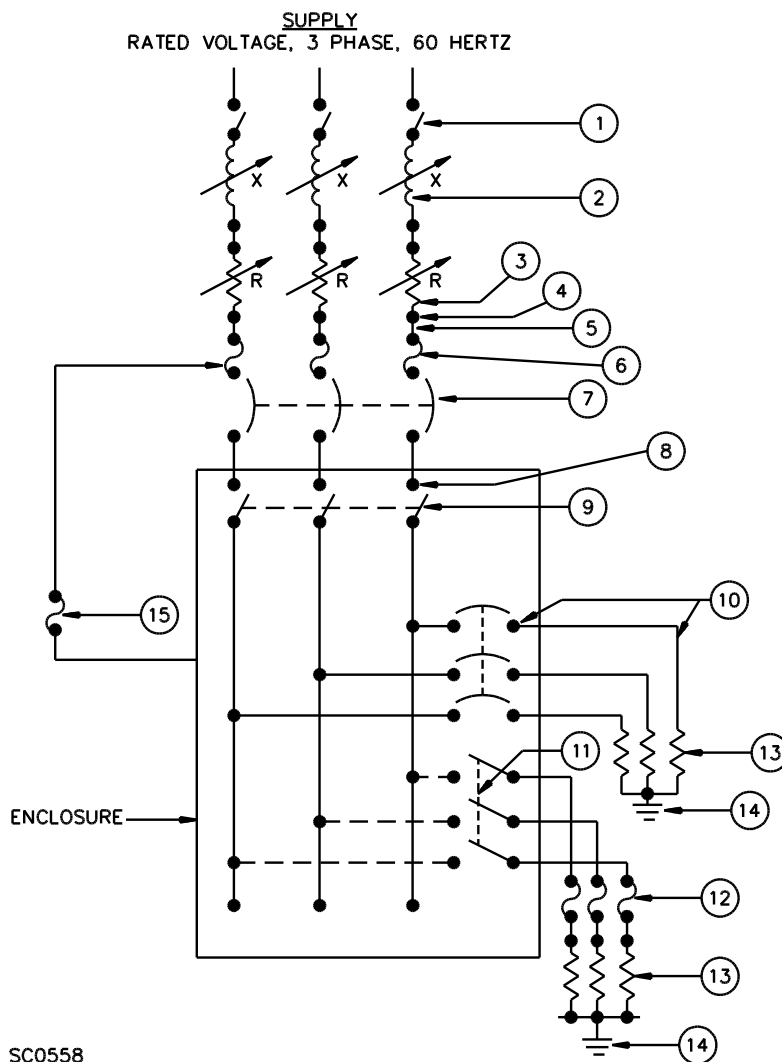 SUPPLY
RATED VOLTAGE, 3 PHASE, 60 HERTZ
1
X X X
2
R R R
3
4
5
6
7
8
9
10
15
11
13
14
ENCLOSURE
12
13
14
SC0558